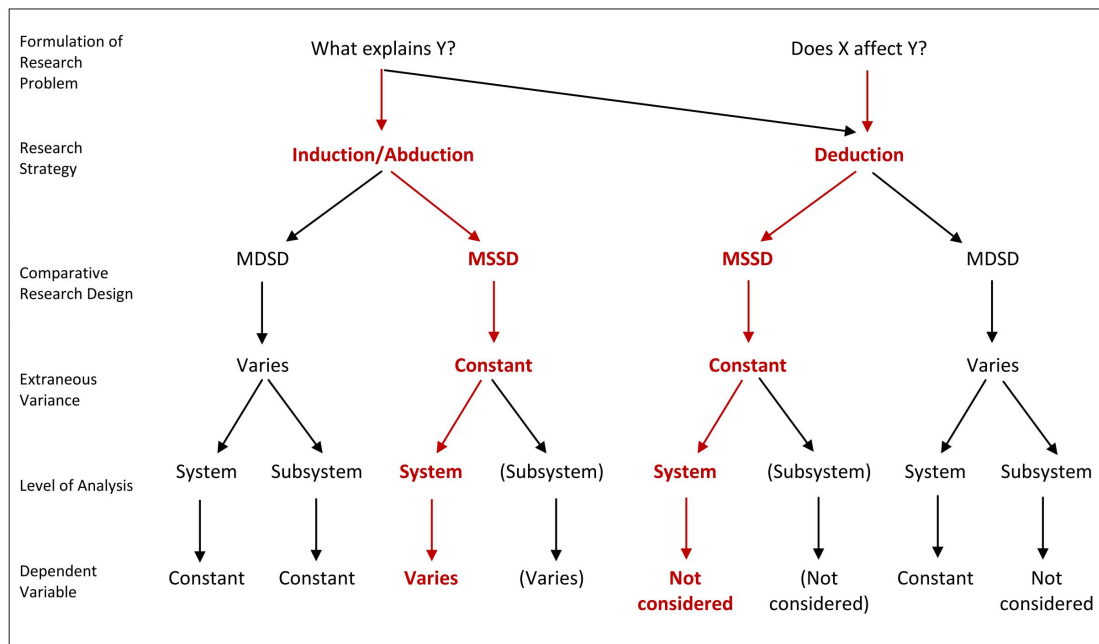 Formulation of
Research
Problem
What explains Y?
Does X affect Y?
Research
Strategy
Induction/Abduction
Deduction
Comparative
Research Design
MDSD
MSSD
MSSD
MDSD
Extraneous
Variance
Varies
Constant
Constant
Varies
Level of Analysis
System
Subsystem
System
(Subsystem)
System
(Subsystem)
System
Subsystem
Dependent
Variable
Constant
Constant
Varies
(Varies)
Not
considered
(Not
considered)
Constant
Not
considered